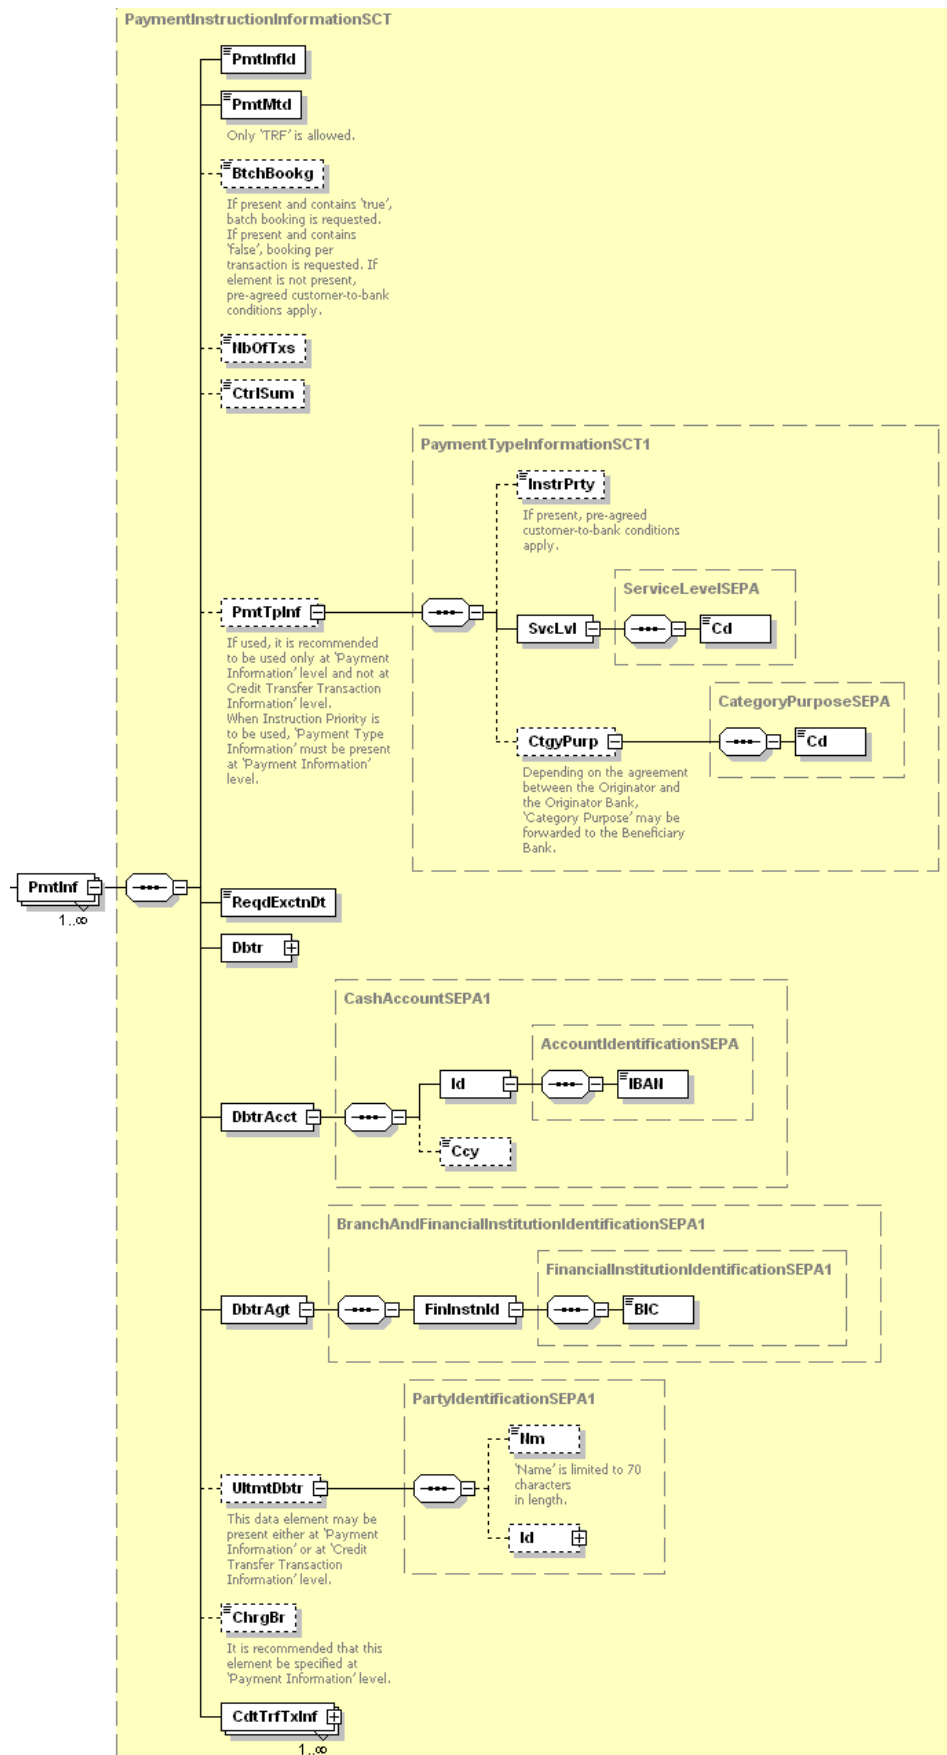 PaymentInstructionInformationSCT
PmtInfId
PmtMtd
Only 'TRF' is allowed.
BtchBookg
If present and contains 'true',
batch booking is requested.
If present and contains
'false', booking per
transaction is requested. If
element is not present,
pre-agreed customer-to-bank
conditions apply.
NbOfTxs
CtrlSum
PaymentTypeInformationSCT1
InstrPrty
If present, pre-agreed
customer-to-bank conditions
apply.
ServiceLevelSEPA
PmtTpInf
SvcLvl
Cd
If used, it is recommended
to be used only at 'Payment
Information' level and not at
Credit Transfer Transaction
Information' level.
When Instruction Priority is
to be used, 'Payment Type
Information' must be present
at 'Payment Information'
level.
CategoryPurposeSEPA
CtgyPurp
Cd
Depending on the agreement
between the Originator and
the Originator Bank,
'Category Purpose' may be
forwarded to the Beneficiary
Bank.
PmtInf
1..∞
ReqdExctnDt
Dbtr
CashAccountSEPA1
AccountIdentificationSEPA
Id
IBAN
DbtrAcct
Ccy
BranchAndFinancialInstitutionIdentificationSEPA1
FinancialInstitutionIdentificationSEPA1
DbtrAgt
FinInstnId
BIC
PartyIdentificationSEPA1
Nm
'Name' is limited to 70
characters
in length.
UltmtDbtr
This data element may be
present either at 'Payment
Information' or at 'Credit
Transfer Transaction
Information' level.
Id
ChrgBr
It is recommended that this
element be specified at
'Payment Information' level.
CdtTrfTxInf
1..∞